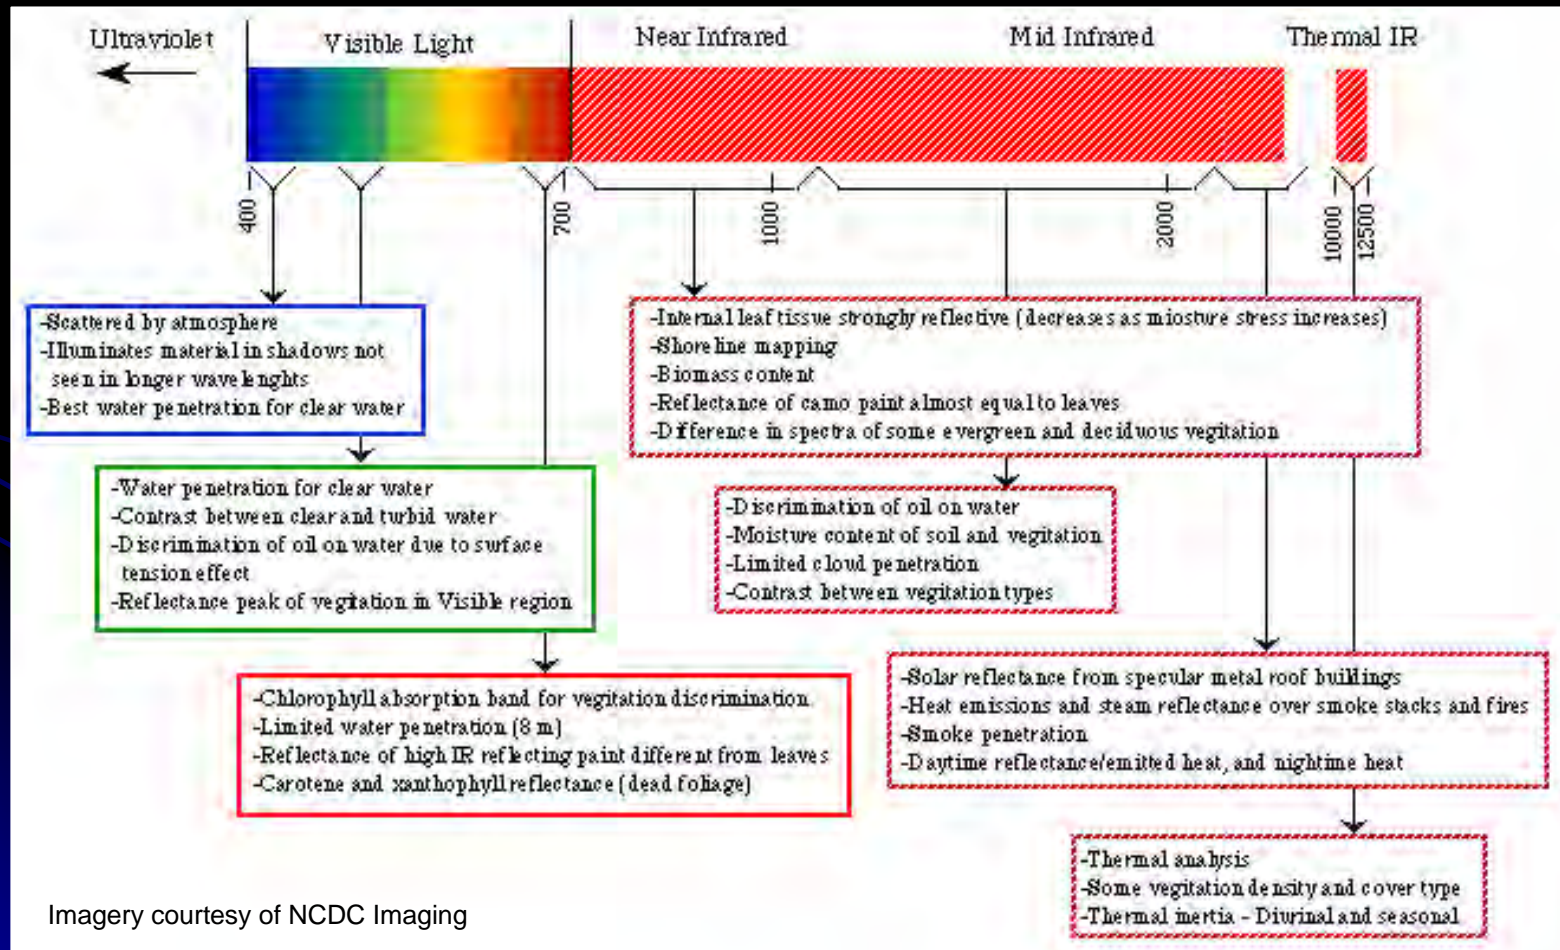 Ultraviolet
Visible Light
Near Infrared
Mid Infrared
Thermal IR
400
700
1000
2000
10000
12500
-Scattered by atmosphere
-Illuminates material in shadows not
seen in longer wavelenghts
-Best water penetration for clear water
-Water penetration for clear water
-Contrast between clear and turbid water
-Discrimination of oil on water due to surface
tension effect
-Reflectance peak of vegitation in Visible region
-Chlorophyll absorption band for vegitation discrimination.
-Limited water penetration (8 m)
-Reflectance of high IR reflecting paint different from leaves
-Carotene and xanthophyll reflectance (dead foliage)
-Internal leaf tissue strongly reflective (decreases as miosture stress increases)
-Shoreline mapping
-Biomass content
-Reflectance of camo paint almost equal to leaves
-Difference in spectra of some evergreen and deciduous vegitation
-Discrimination of oil on water
-Moisture content of soil and vegitation
-Limited cloud penetration
-Contrast between vegitation types
-Solar reflectance from specular metal roof buildings
-Heat emissions and steam reflectance over smoke stacks and fires
-Smoke penetration
-Daytime reflectance/emitted heat, and nightime heat
-Thermal analysis
-Some vegitation density and cover type
-Thermal inertia - Diurinal and seasonal
Imagery courtesy of NCDC Imaging